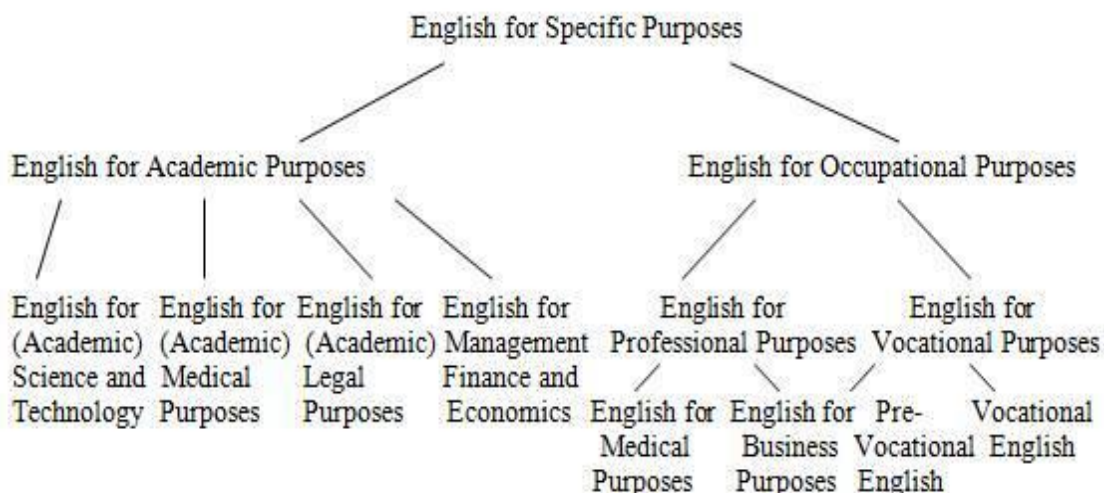 English for Specific Purposes
English for Academic Purposes
English for Occupational Purposes
English for
(Academic)
Science and
Technology
English for
(Academic)
Medical
Purposes
English for
(Academic)
Legal
Purposes
English for
Management
Finance and
Economics
English for
Professional Purposes
English for
Vocational Purposes
English for
Medical
Purposes
English for
Business
Purposes
Pre-
Vocational
English
Vocational
English